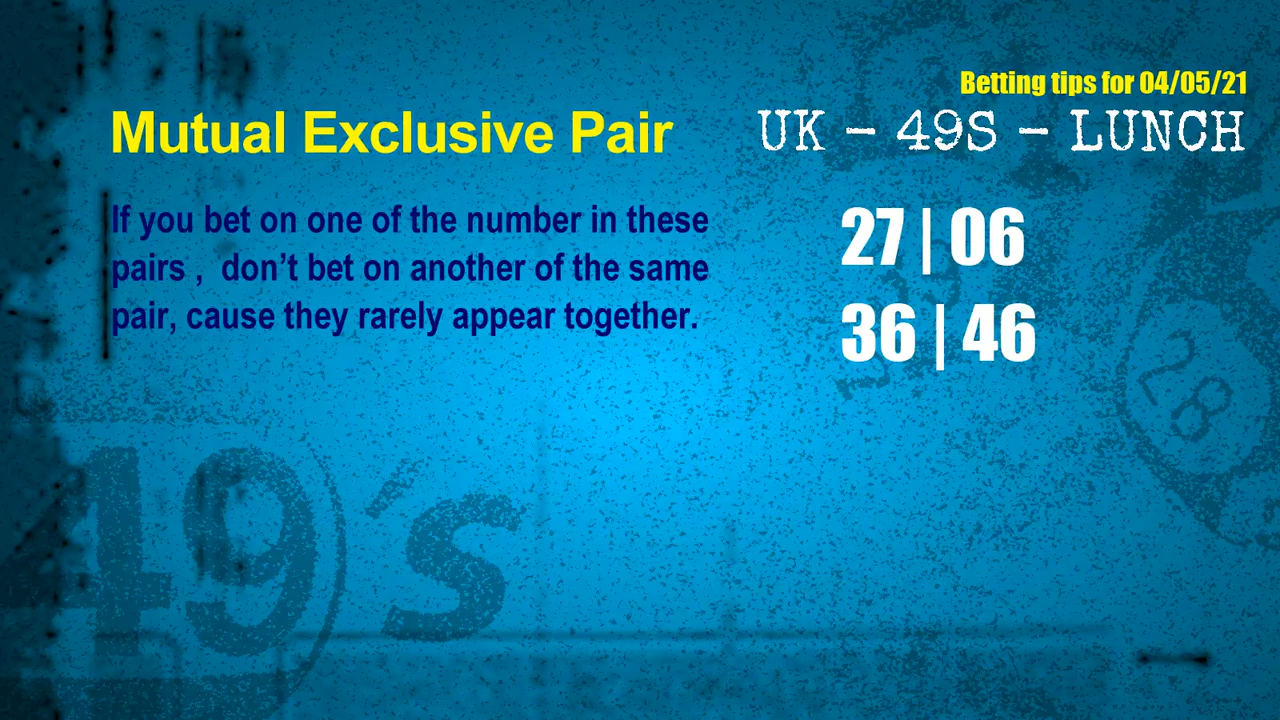 Betting tips for 04/05/21
Mutual Exclusive Pair
UK - 49S - LUNCH
If you bet on one of the number in these
pairs ,  don't bet on another of the same
pair, cause they rarely appear together.
27 | 06
36 | 46
28
49's